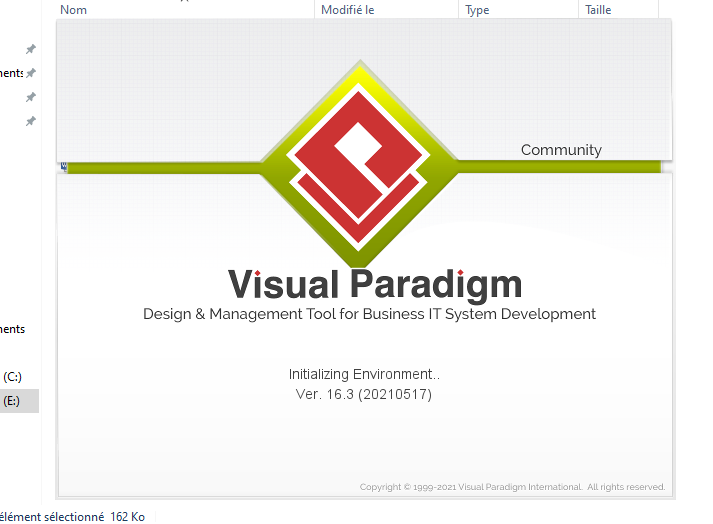 Nom Modifié le Type Taille
ments
Community
Visual Paradigm
Design & Management Tool for Business IT System Development
ments
(C:)
Initializing Environment..
(E:)
Ver. 16.3 (20210517)
Copyright © 1999-2021 Visual Paradigm International. All rights reserved.
élément sélectionné 162 Ko